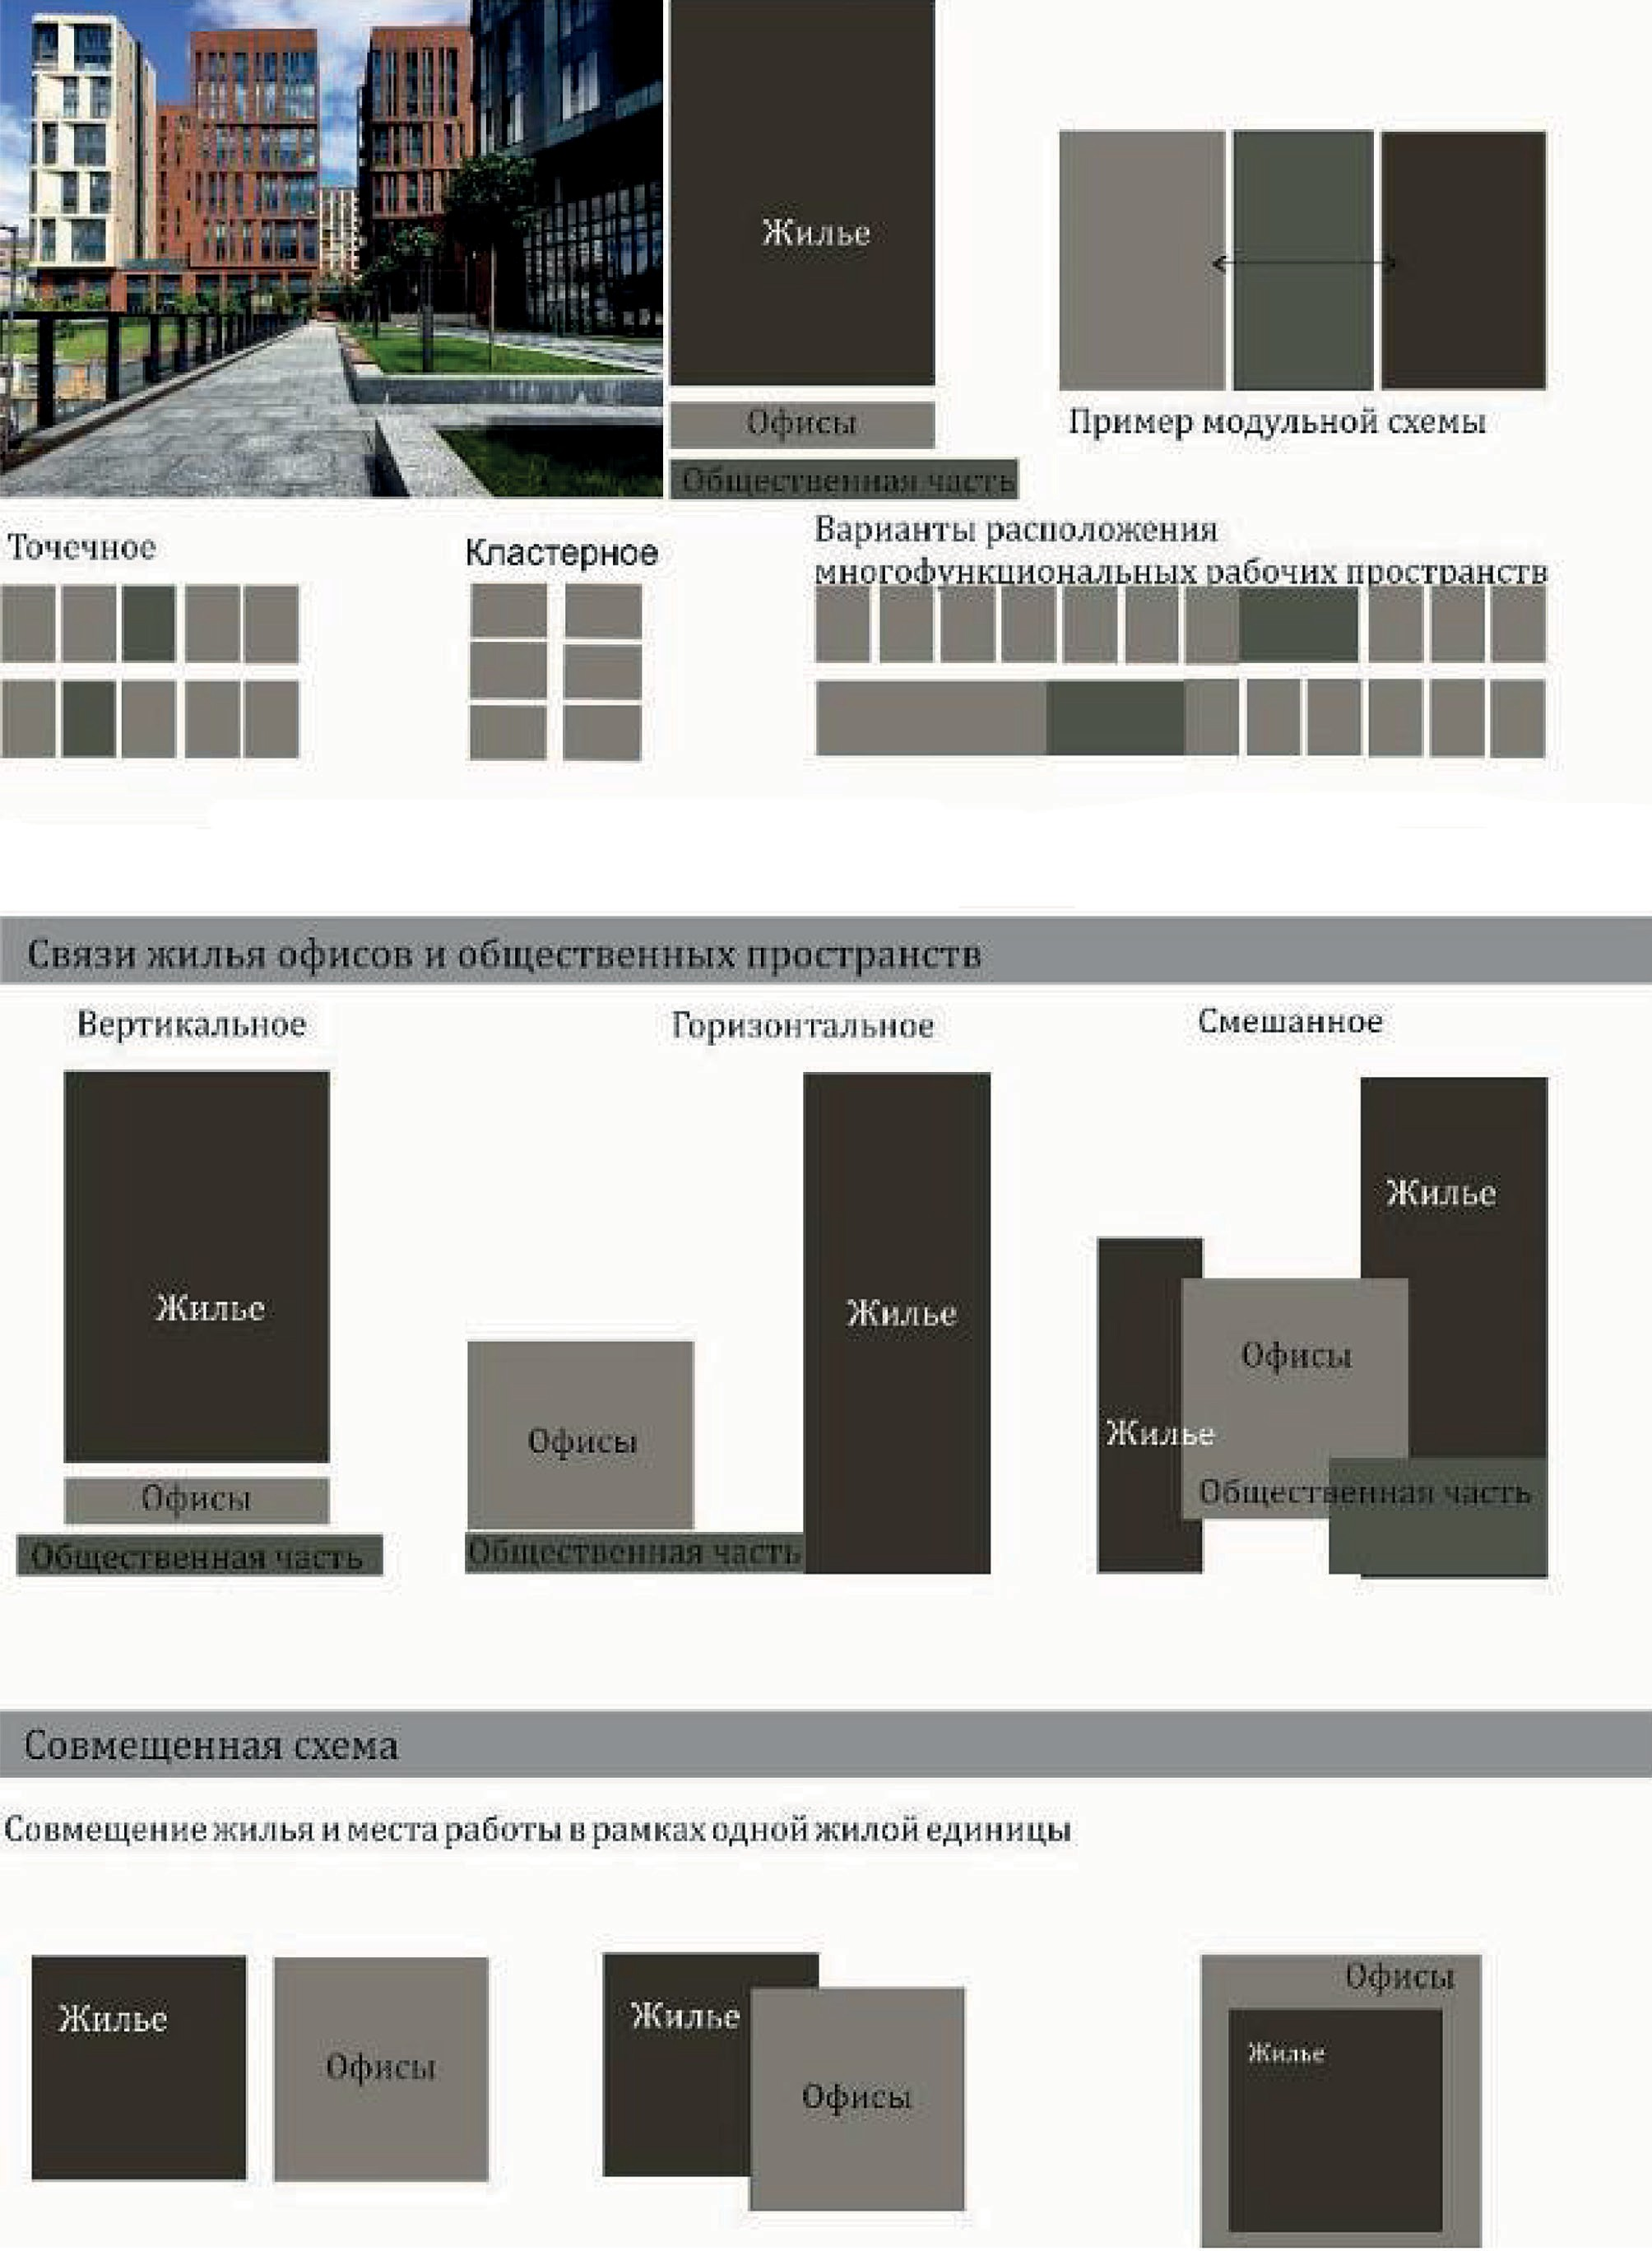 Жилье
Офисы
Общественная часть
Пример модульной схемы
Точечное
Кластерное
Варианты расположения
многофункциональных рабочих пространств
Связи жилья офисов и общественных пространств
Вертикальное
Горизонтальное
Смешанное
Жилье
Офисы
Общественная часть
Жилье
Офисы
Общественная часть
Жилье
Офисы
Жилье
Общественная часть
Совмещенная схема
Совмещение жилья и места работы в рамках одной жилой единицы
Жилье
Офисы
Жилье
Офисы
Офисы
Жилье